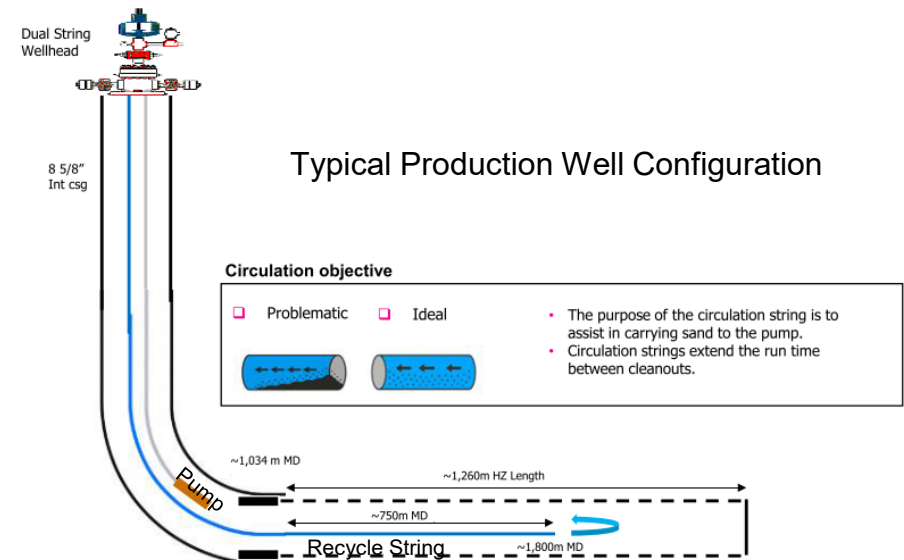 Dual String
Wellhead
8 5/8"
Int csg
Typical Production Well Configuration
Circulation objective
Problematic
Ideal
• The purpose of the circulation string is to
assist in carrying sand to the pump.
• Circulation strings extend the run time
between cleanouts.
~1,034 m MD
Pump
~1,260m HZ Length
~750m MD
Recycle String
~1,800m MD